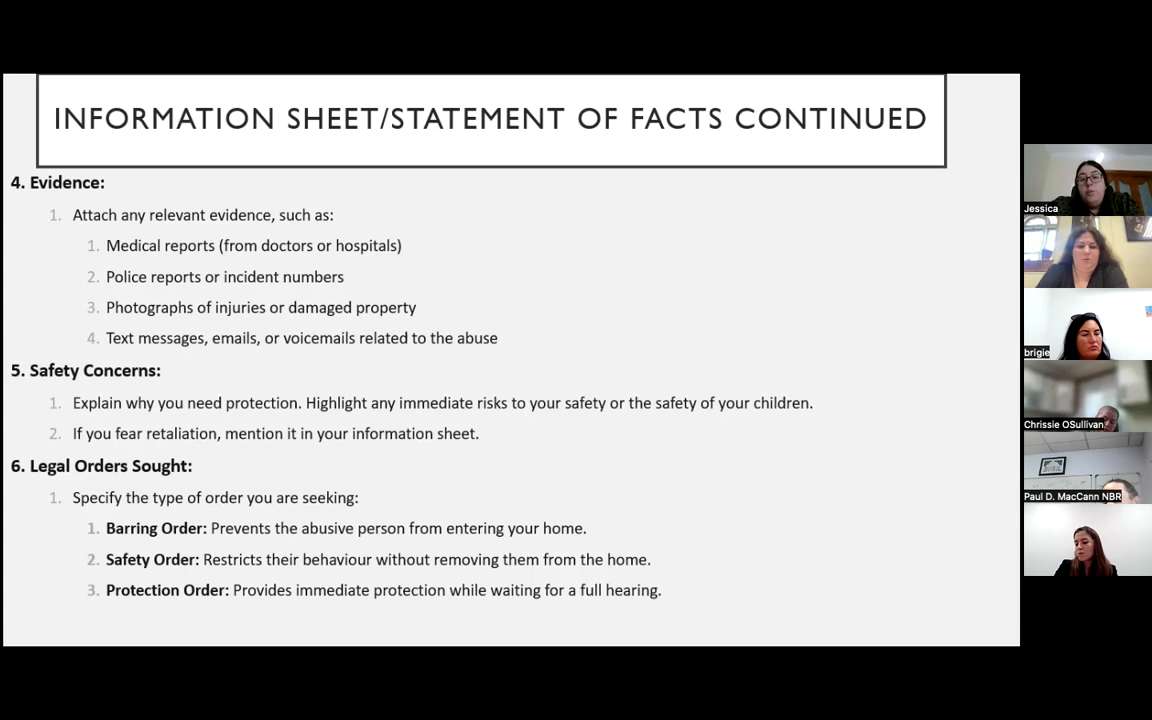 INFORMATION SHEET/STATEMENT OF FACTS CONTINUED
4. Evidence:
1. Attach any relevant evidence, such as:
1. Medical reports (from doctors or hospitals)
2. Police reports or incident numbers
3. Photographs of injuries or damaged property
4. Text messages, emails, or voicemails related to the abuse
5. Safety Concerns:
1. Explain why you need protection. Highlight any immediate risks to your safety or the safety of your children.
2. If you fear retaliation, mention it in your information sheet.
6. Legal Orders Sought:
1. Specify the type of order you are seeking:
1. Barring Order: Prevents the abusive person from entering your home.
2. Safety Order: Restricts their behaviour without removing them from the home.
3. Protection Order: Provides immediate protection while waiting for a full hearing.
Jessica
brigie
Chrissie OSullivan
Paul D. MacCann NBR